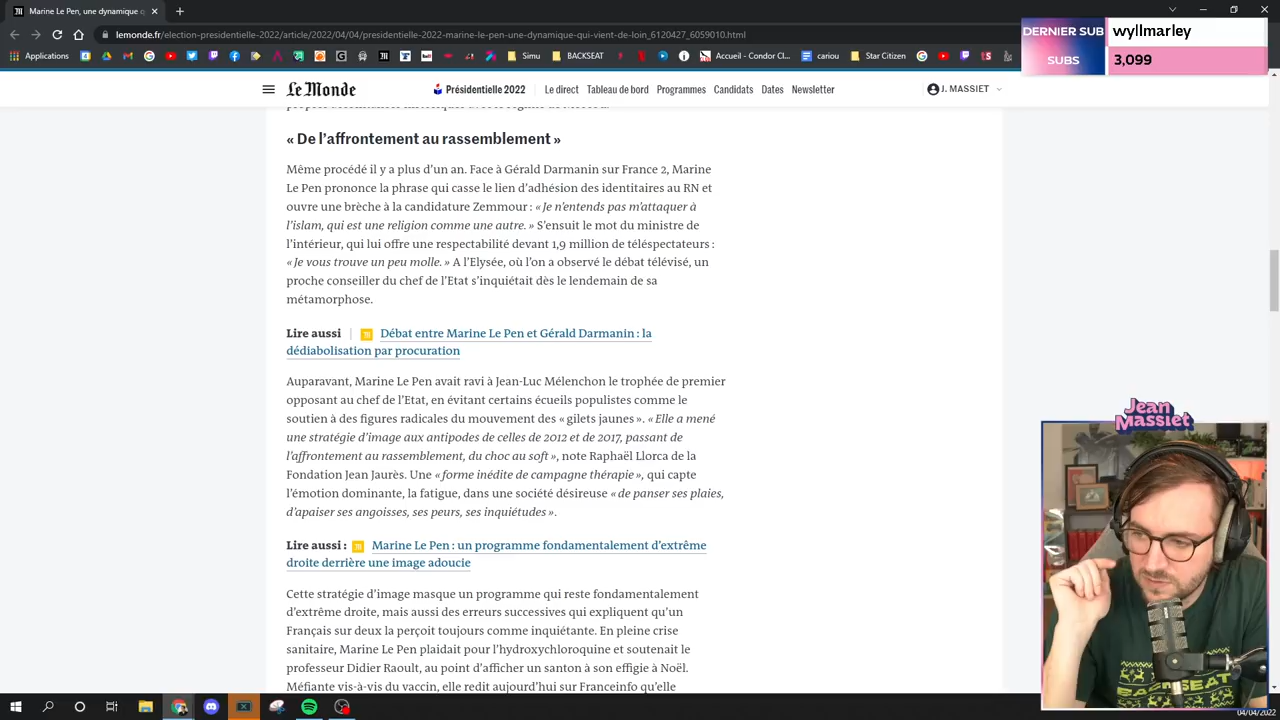 Marine Le Pen, une dynamique q
lemonde.fr/election-presidentielle-2022/article/2022/04/04/presidentielle-2022-marine-le-pen-une-dynamique-qui-vient-de-loin_6120427_6059010.html
Applications
Simu
BACKSEAT
Accueil - Condor Cl...
cariou
Star Citizen
DERNIER SUB
wyllmarley
SUBS
3,099
Le Monde
Présidentielle 2022
Le direct
Tableau de bord
Programmes
Candidats
Dates
Newsletter
J. MASSIET
« De l’affrontement au rassemblement »
Même procédé il y a plus d’un an. Face à Gérald Darmanin sur France 2, Marine
Le Pen prononce la phrase qui casse le lien d’adhésion des identitaires au RN et
ouvre une brèche à la candidature Zemmour : « Je n’entends pas m’attaquer à
l’islam, qui est une religion comme une autre. » S’ensuit le mot du ministre de
l’intérieur, qui lui offre une respectabilité devant 1,9 million de téléspectateurs :
« Je vous trouve un peu molle. » A l’Elysée, où l’on a observé le débat télévisé, un
proche conseiller du chef de l’Etat s’inquiétait dès le lendemain de sa
métamorphose.
Lire aussi | Débat entre Marine Le Pen et Gérald Darmanin : la
dédiabolisation par procuration
Auparavant, Marine Le Pen avait ravi à Jean-Luc Mélenchon le trophée de premier
opposant au chef de l’Etat, en évitant certains écueils populistes comme le
soutien à des figures radicales du mouvement des « gilets jaunes ». « Elle a mené
une stratégie d’image aux antipodes de celles de 2012 et de 2017, passant de
l’affrontement au rassemblement, du choc au soft », note Raphaël Llorca de la
Fondation Jean Jaurès. Une « forme inédite de campagne thérapie », qui capte
l’émotion dominante, la fatigue, dans une société désireuse « de panser ses plaies,
d’apaiser ses angoisses, ses peurs, ses inquiétudes ».
Lire aussi : Marine Le Pen : un programme fondamentalement d’extrême
droite derrière une image adoucie
Cette stratégie d’image masque un programme qui reste fondamentalement
d’extrême droite, mais aussi des erreurs successives qui expliquent qu’un
Français sur deux la perçoit toujours comme inquiétante. En pleine crise
sanitaire, Marine Le Pen plaidait pour l’hydroxychloroquine et soutenait le
professeur Didier Raoult, au point d’afficher un santon à son effigie à Noël.
Méfiante vis-à-vis du vaccin, elle redit aujourd’hui sur Franceinfo qu’elle
Jean
Massiet
BACKSEAT
04/04/2022